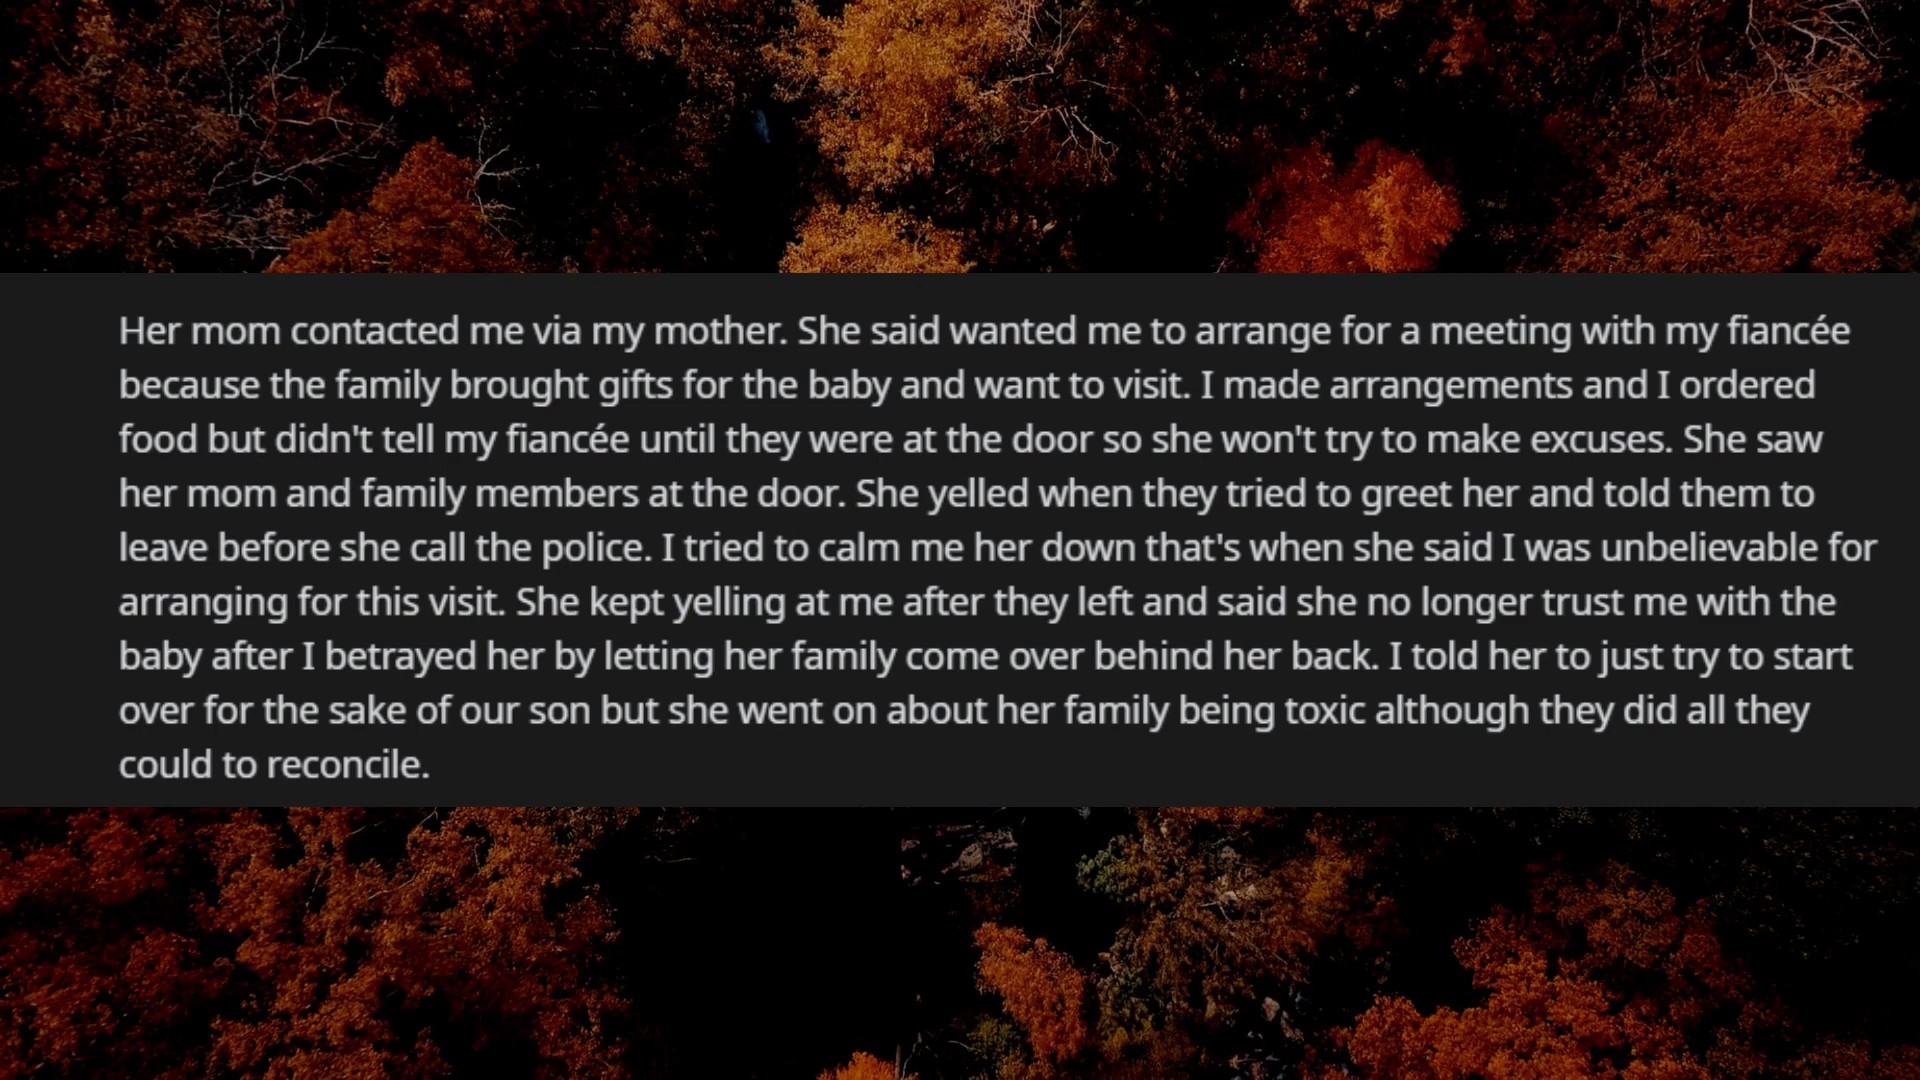 Her mom contacted me via my mother. She said wanted me to arrange for a meeting with my fiancée
because the family brought gifts for the baby and want to visit. I made arrangements and I ordered
food but didn't tell my fiancée until they were at the door so she won't try to make excuses. She saw
her mom and family members at the door. She yelled when they tried to greet her and told them to
leave before she call the police. I tried to calm me her down that's when she said I was unbelievable for
arranging for this visit. She kept yelling at me after they left and said she no longer trust me with the
baby after I betrayed her by letting her family come over behind her back. I told her to just try to start
over for the sake of our son but she went on about her family being toxic although they did all they
could to reconcile.